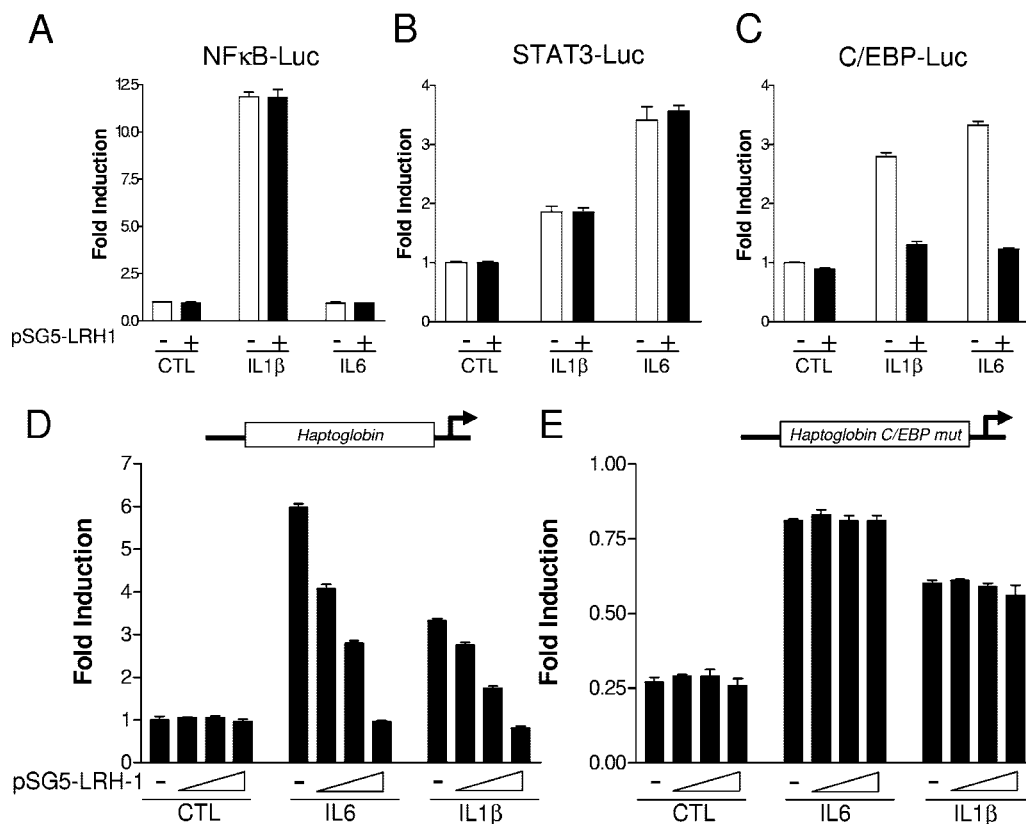 A
B
C
NFκB-Luc
STAT3-Luc
C/EBP-Luc
Fold Induction
12.5
10.0
7.5
5.0
2.5
0.0
Fold Induction
4
3
2
1
0
Fold Induction
4
3
2
1
0
pSG5-LRH1
- + - + - +
CTL IL1β IL6
- + - + - +
CTL IL1β IL6
- + - + - +
CTL IL1β IL6
D
Haptoglobin
Fold Induction
7
6
5
4
3
2
1
0
pSG5-LRH-1
- - -
CTL IL6 IL1β
E
Haptoglobin C/EBP mut
Fold Induction
1.00
0.75
0.50
0.25
0.00
- - -
CTL IL6 IL1β